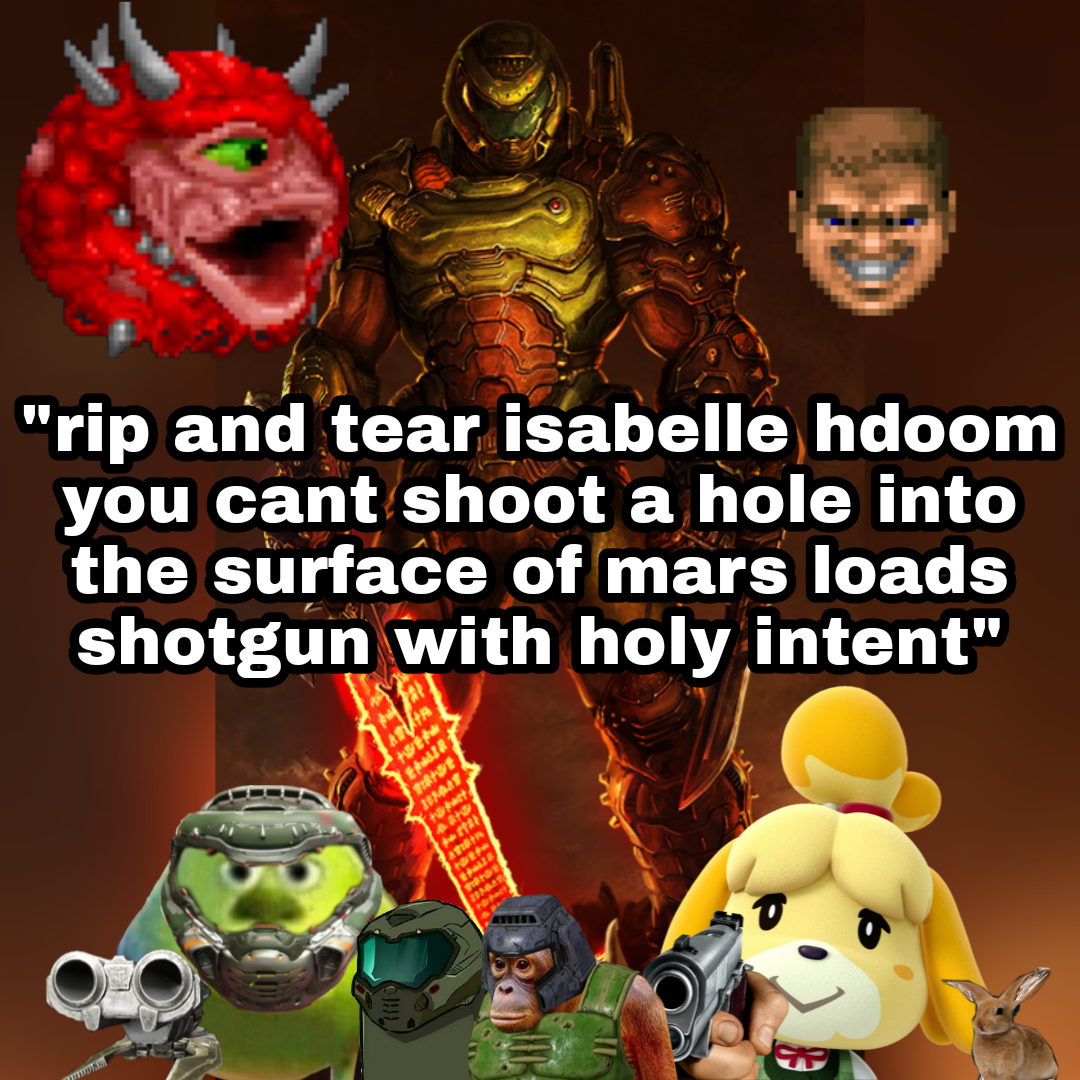 "rip and tear isabelle hdoom
you cant shoot a hole into
the surface of mars loads
shotgun with holy intent"